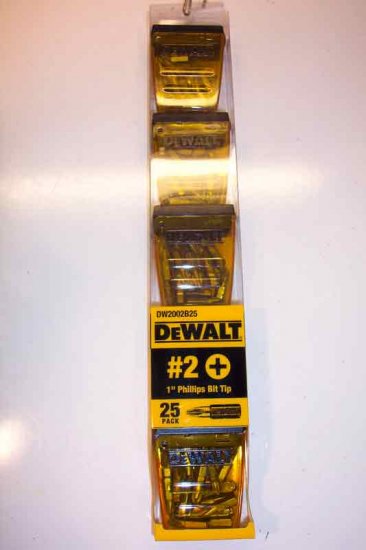 DEWALT
DEWALT
DEWALT
DW2002B25
DEWALT
#2
1" Phillips Bit Tip
25
PACK
DEWALT